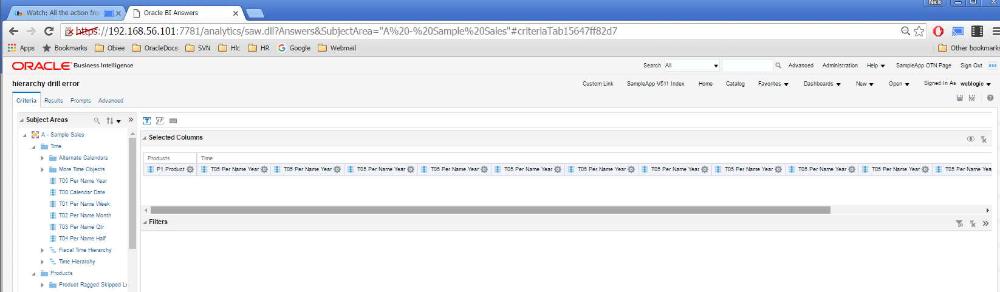 Nick
Watch: All the action fro
Oracle BI Answers
https://192.168.56.101:7781/analytics/saw.dll?Answers&SubjectArea="A%20-%20Sample%20Sales"#criteriaTab15647ff82d7
Apps Bookmarks Obiee OracleDocs SVN Hlc HR Google Webmail Other bookmarks
ORACLE Business Intelligence
Search All Advanced Administration Help SampleApp OTN Page Sign Out
hierarchy drill error
Custom Link SampleApp V511 Index Home Catalog Favorites Dashboards New Open Signed In As weblogic
Criteria Results Prompts Advanced
Subject Areas
A - Sample Sales
Time
Alternate Calendars
More Time Objects
T05 Per Name Year
T00 Calendar Date
T01 Per Name Week
T02 Per Name Month
T03 Per Name Qtr
T04 Per Name Half
Fiscal Time Hierarchy
Time Hierarchy
Products
Product Ragged Skipped Lv
xyz
Selected Columns
Products Time
P1 Product T05 Per Name Year T05 Per Name Year T05 Per Name Year T05 Per Name Year T05 Per Name Year T05 Per Name Year T05 Per Name Year T05 Per Name Year T05 Per Name Year T05 Per Name Year T05 Per Name Yea
Filters